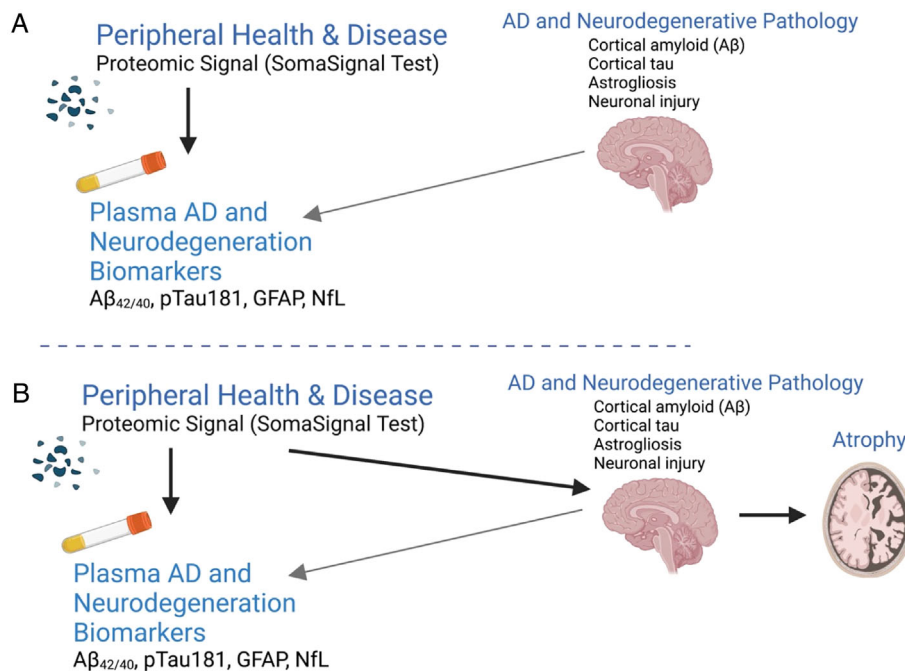 A
Peripheral Health & Disease
Proteomic Signal (SomaSignal Test)
AD and Neurodegenerative Pathology
Cortical amyloid (Aβ)
Cortical tau
Astrogliosis
Neuronal injury
Plasma AD and
Neurodegeneration
Biomarkers
Aβ42/40, pTau181, GFAP, NfL
B
Peripheral Health & Disease
Proteomic Signal (SomaSignal Test)
AD and Neurodegenerative Pathology
Cortical amyloid (Aβ)
Cortical tau
Astrogliosis
Neuronal injury
Atrophy
Plasma AD and
Neurodegeneration
Biomarkers
Aβ42/40, pTau181, GFAP, NfL